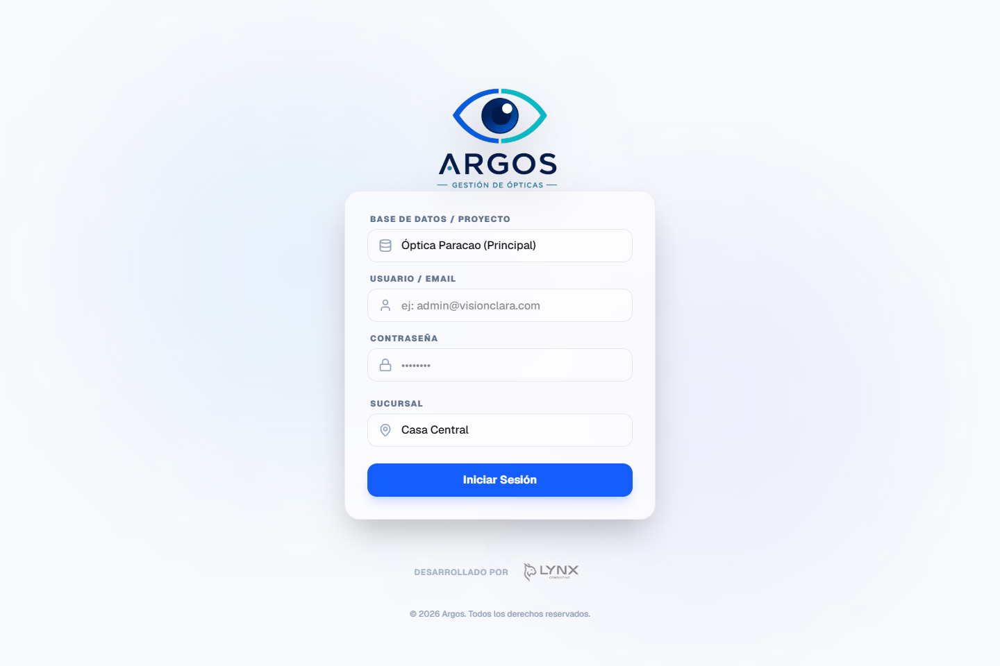 ARGOS
GESTIÓN DE ÓPTICAS
BASE DE DATOS / PROYECTO
Óptica Paracao (Principal)
USUARIO / EMAIL
ej: admin@visionclara.com
CONTRASEÑA
••••••••
SUCURSAL
Casa Central
Iniciar Sesión
DESARROLLADO POR
LYNX
CONSULTING
© 2026 Argos. Todos los derechos reservados.